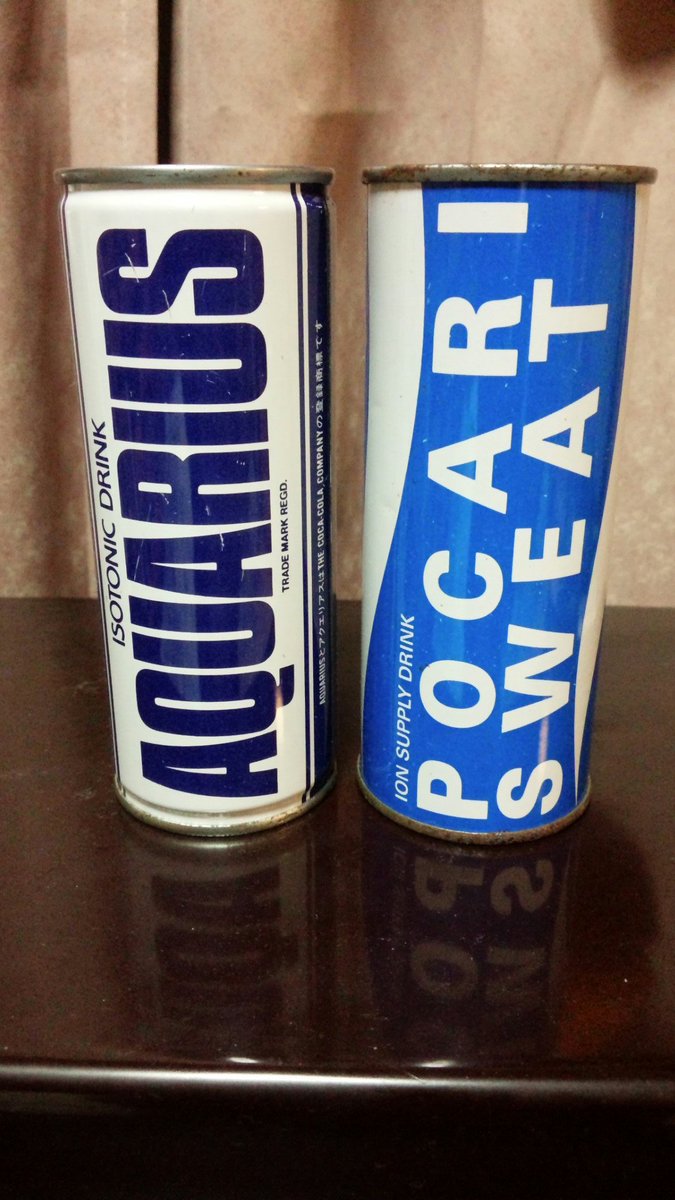 ISOTONIC DRINK
AQUARIUS
TRADE MARK REGD.
AQUARIUSとアクエリアスはTHE COCA-COLA COMPANYの登録商標です
ION SUPPLY DRINK
POCARI
SWEAT